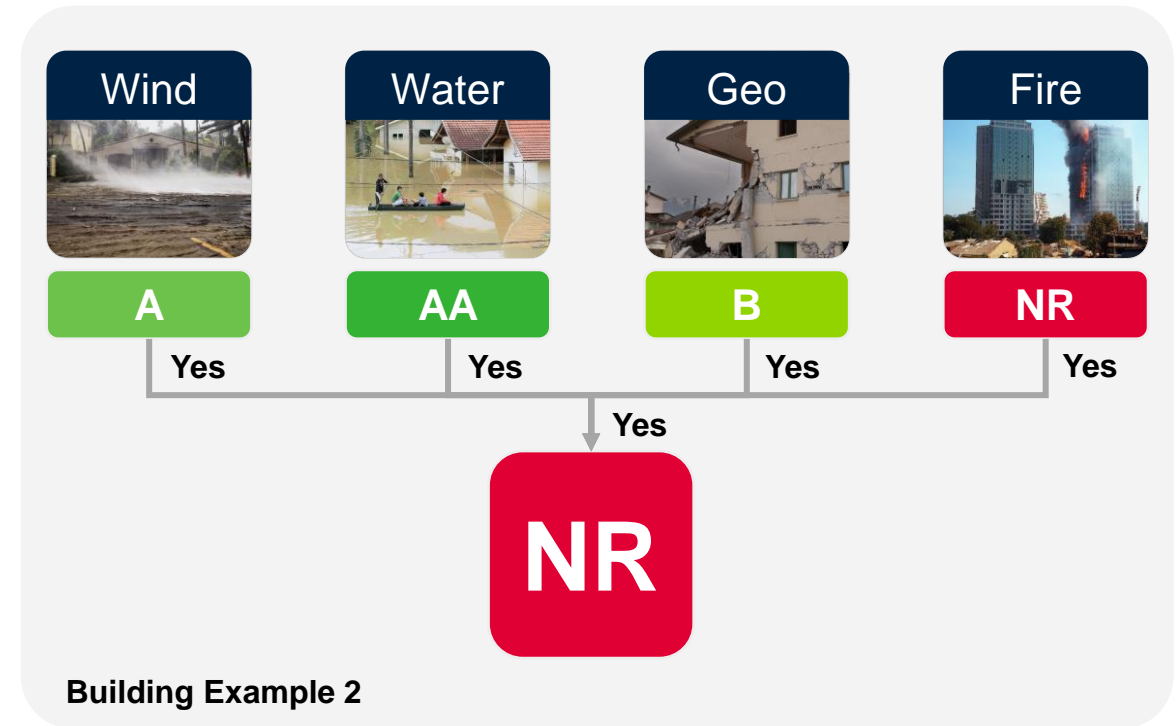 Wind Water Geo Fire
A AA B NR
Yes Yes Yes Yes
Yes
NR
Building Example 2